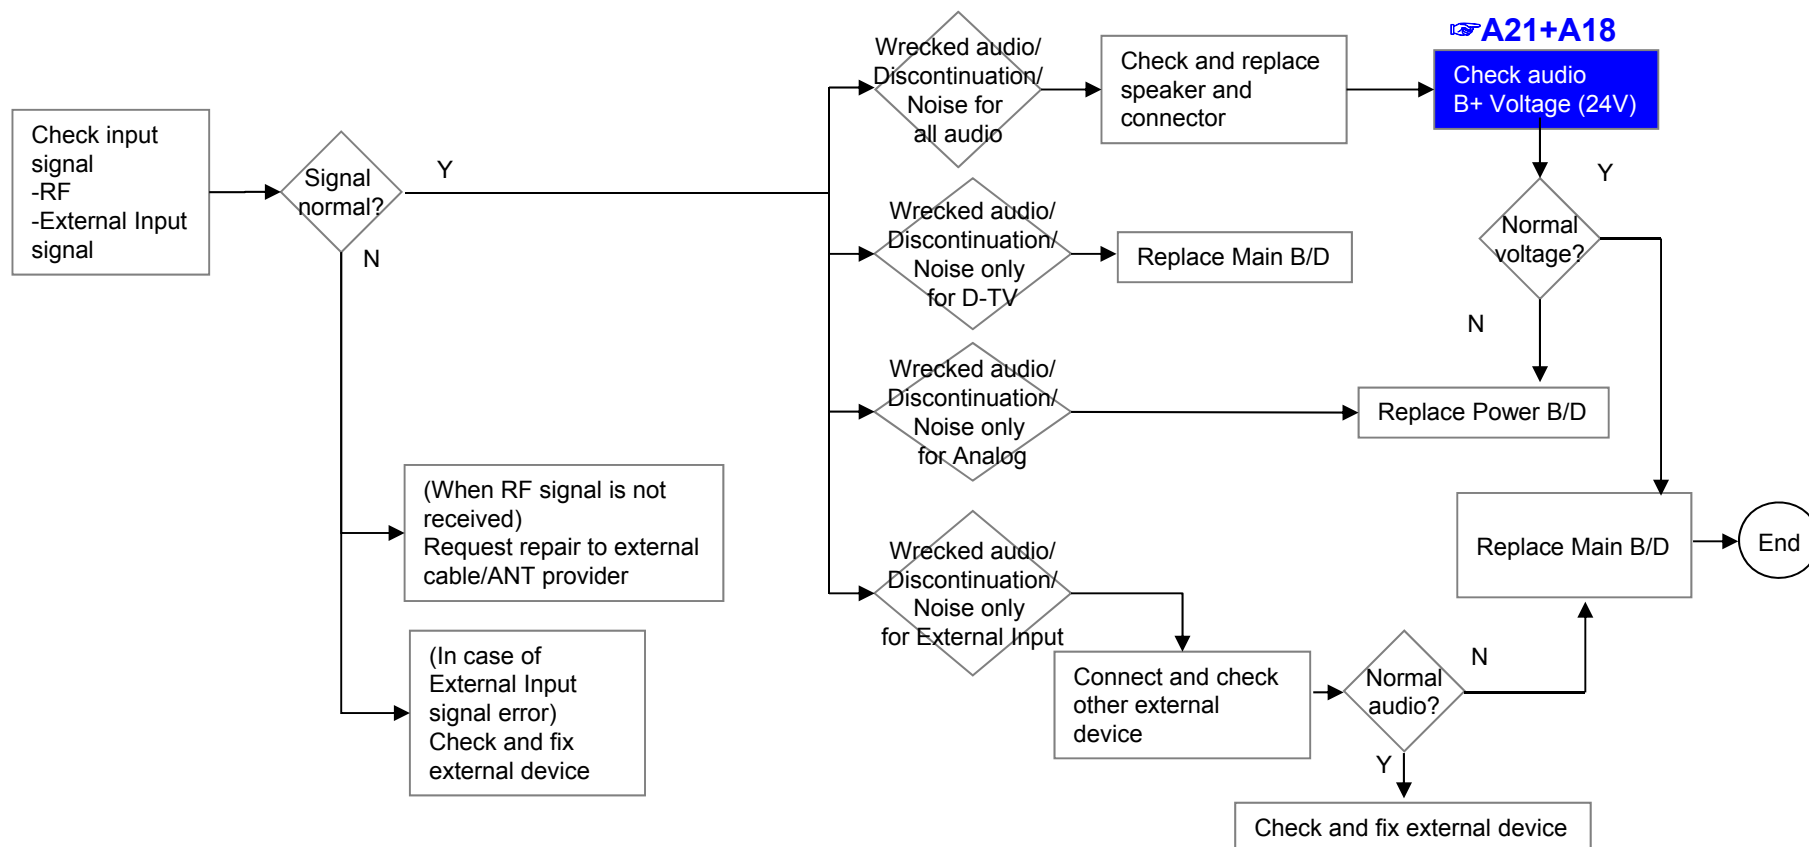 Check input
signal
-RF
-External Input
signal
Signal
normal?
Y
N
(When RF signal is not
received)
Request repair to external
cable/ANT provider
(In case of
External Input
signal error)
Check and fix
external device
Wrecked audio/
Discontinuation/
Noise for
all audio
Check and replace
speaker and
connector
☞A21+A18
Check audio
B+ Voltage (24V)
Y
Normal
voltage?
N
Wrecked audio/
Discontinuation/
Noise only
for D-TV
Replace Main B/D
Wrecked audio/
Discontinuation/
Noise only
for Analog
Replace Power B/D
Wrecked audio/
Discontinuation/
Noise only
for External Input
Connect and check
other external
device
Normal
audio?
N
Y
Replace Main B/D
End
Check and fix external device